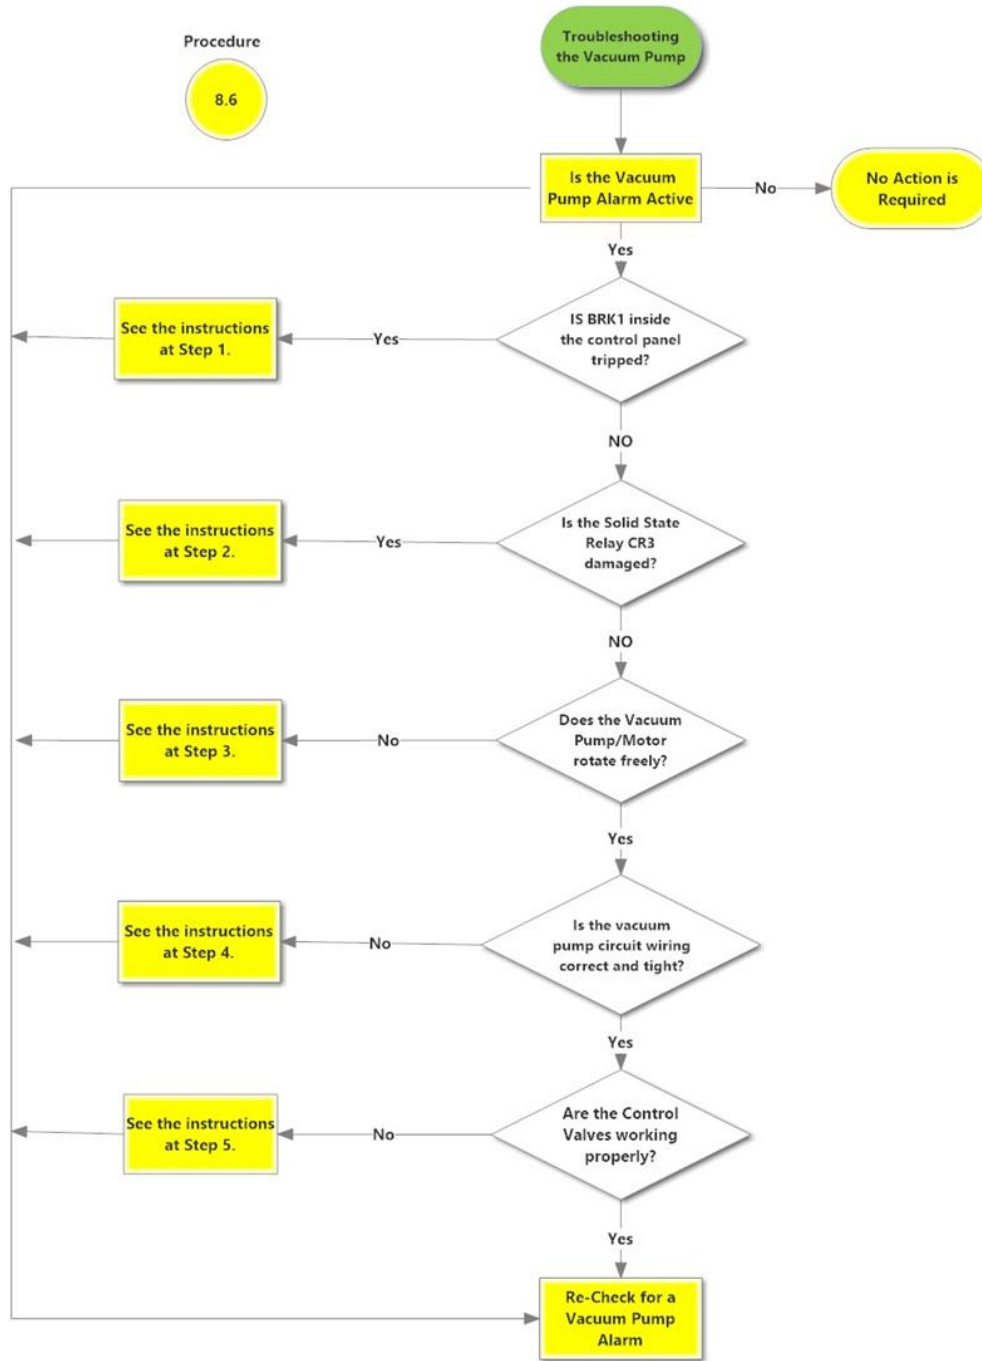 Procedure
8.6
Troubleshooting
the Vacuum Pump
Is the Vacuum
Pump Alarm Active
No
No Action is
Required
Yes
IS BRK1 inside
the control panel
tripped?
Yes
See the instructions
at Step 1.
NO
Is the Solid State
Relay CR3
damaged?
Yes
See the instructions
at Step 2.
NO
Does the Vacuum
Pump/Motor
rotate freely?
No
See the instructions
at Step 3.
Yes
Is the vacuum
pump circuit wiring
correct and tight?
No
See the instructions
at Step 4.
Yes
Are the Control
Valves working
properly?
No
See the instructions
at Step 5.
Yes
Re-Check for a
Vacuum Pump
Alarm